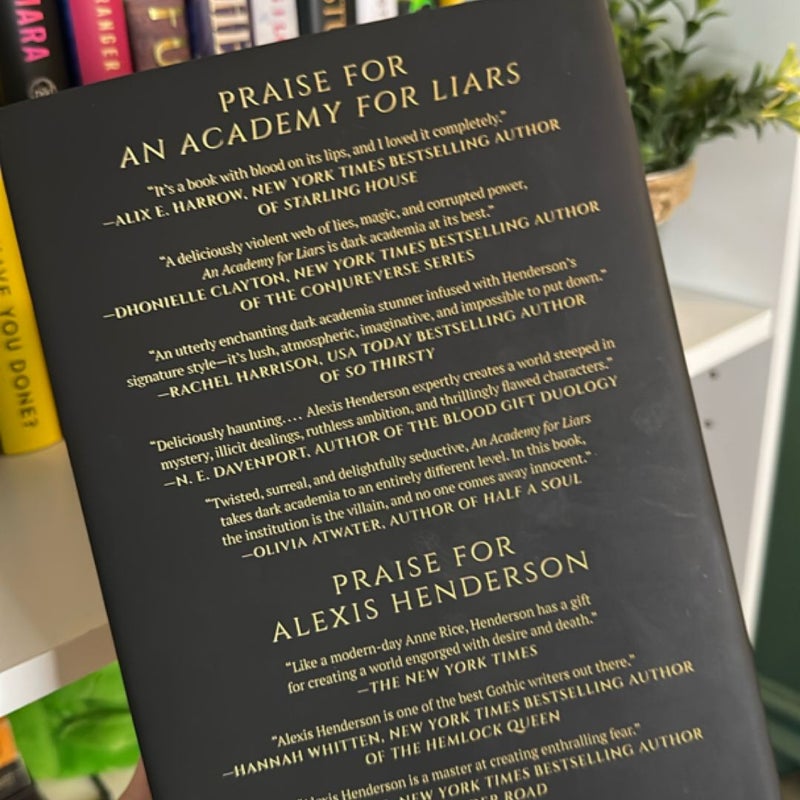 MARA
RANGER
AVE YOU DONE?
PRAISE FOR
AN ACADEMY FOR LIARS
“It’s a book with blood on its lips, and I loved it completely.”
—ALIX E. HARROW, NEW YORK TIMES BESTSELLING AUTHOR
OF STARLING HOUSE
“A deliciously violent web of lies, magic, and corrupted power,
An Academy for Liars is dark academia at its best.”
—DHONIELLE CLAYTON, NEW YORK TIMES BESTSELLING AUTHOR
OF THE CONJUREVERSE SERIES
“An utterly enchanting dark academia stunner infused with Henderson’s
signature style—it’s lush, atmospheric, imaginative, and impossible to put down.”
—RACHEL HARRISON, USA TODAY BESTSELLING AUTHOR
OF SO THIRSTY
“Deliciously haunting.... Alexis Henderson expertly creates a world steeped in
mystery, illicit dealings, ruthless ambition, and thrillingly flawed characters.”
—N. E. DAVENPORT, AUTHOR OF THE BLOOD GIFT DUOLOGY
“Twisted, surreal, and delightfully seductive, An Academy for Liars
takes dark academia to an entirely different level. In this book,
the institution is the villain, and no one comes away innocent.”
—OLIVIA ATWATER, AUTHOR OF HALF A SOUL
PRAISE FOR
ALEXIS HENDERSON
“Like a modern-day Anne Rice, Henderson has a gift
for creating a world engorged with desire and death.”
—THE NEW YORK TIMES
“Alexis Henderson is one of the best Gothic writers out there.”
—HANNAH WHITTEN, NEW YORK TIMES BESTSELLING AUTHOR
OF THE HEMLOCK QUEEN
“Alexis Henderson is a master at creating enthralling fear.”
NEW YORK TIMES BESTSELLING AUTHOR
ROAD